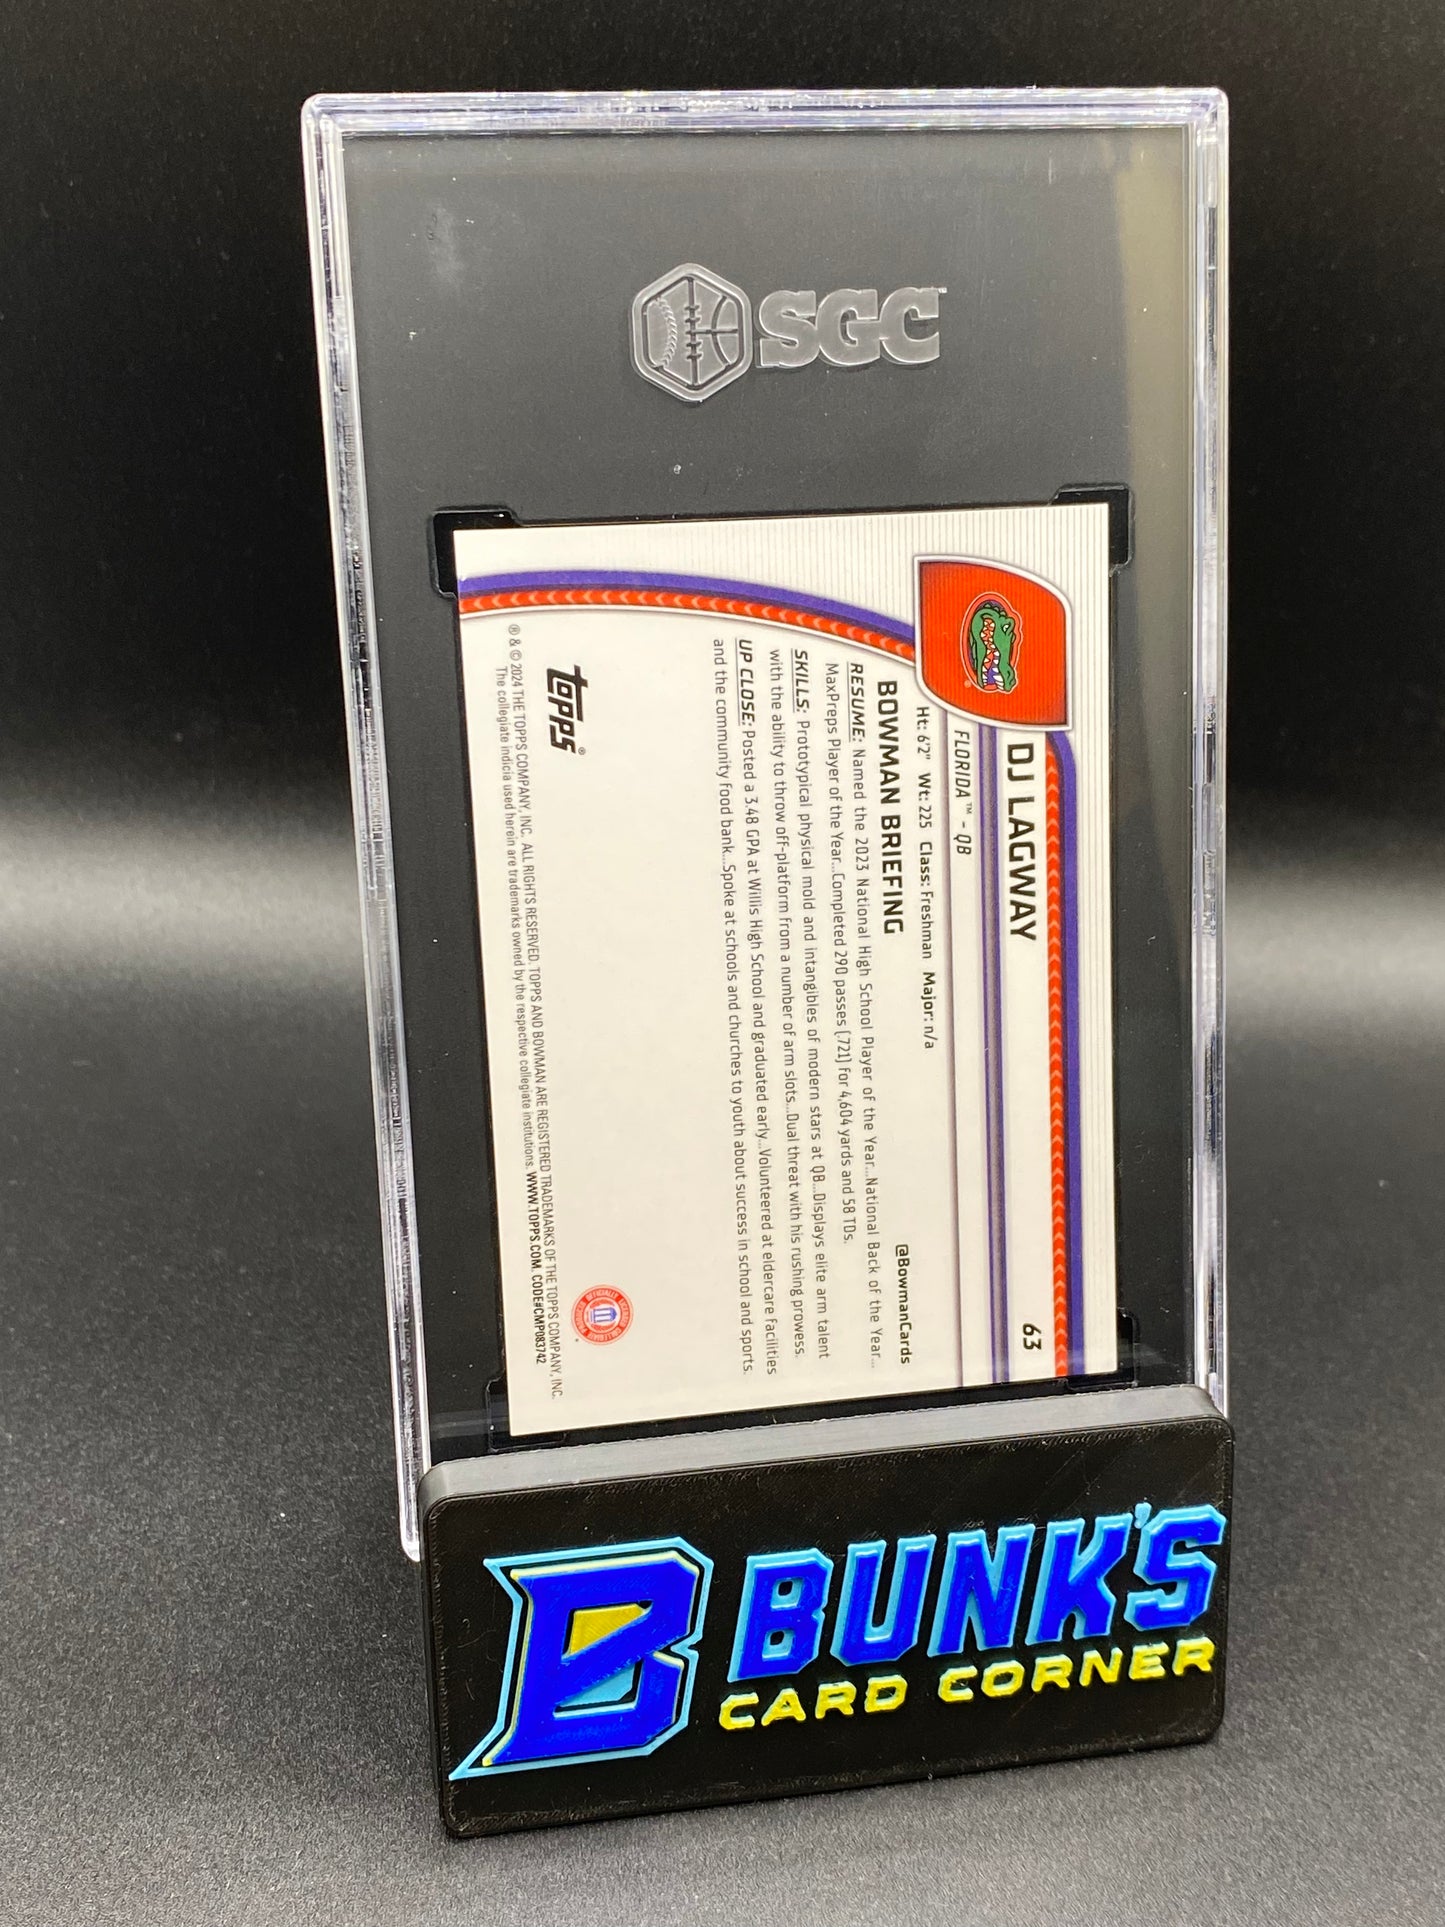 SGC
DJ LAGWAY
63
FLORIDA™ - QB
Ht: 6'2" Wt: 225 Class: Freshman Major: n/a
BOWMAN BRIEFING
@BowmanCards
RESUME: Named the 2023 National High School Player of the Year...National Back of the Year...
MaxPreps Player of the Year...Completed 290 passes (.721) for 4,604 yards and 58 TDs.
SKILLS: Prototypical physical mold and intangibles of modern stars at QB...Displays elite arm talent
with the ability to throw off-platform from a number of arm slots...Dual threat with his rushing prowess.
UP CLOSE: Posted a 3.48 GPA at Willis High School and graduated early...Volunteered at eldercare facilities
and the community food bank...Spoke at schools and churches to youth about success in school and sports.
topps®
OFFICIALLY LICENSED COLLEGIATE PRODUCTS
® & © 2024 THE TOPPS COMPANY, INC. ALL RIGHTS RESERVED. TOPPS AND BOWMAN ARE REGISTERED TRADEMARKS OF THE TOPPS COMPANY, INC.
The collegiate indicia used herein are trademarks owned by the respective collegiate institutions. WWW.TOPPS.COM. CODE#CMP083742
B BUNK'S
CARD CORNER